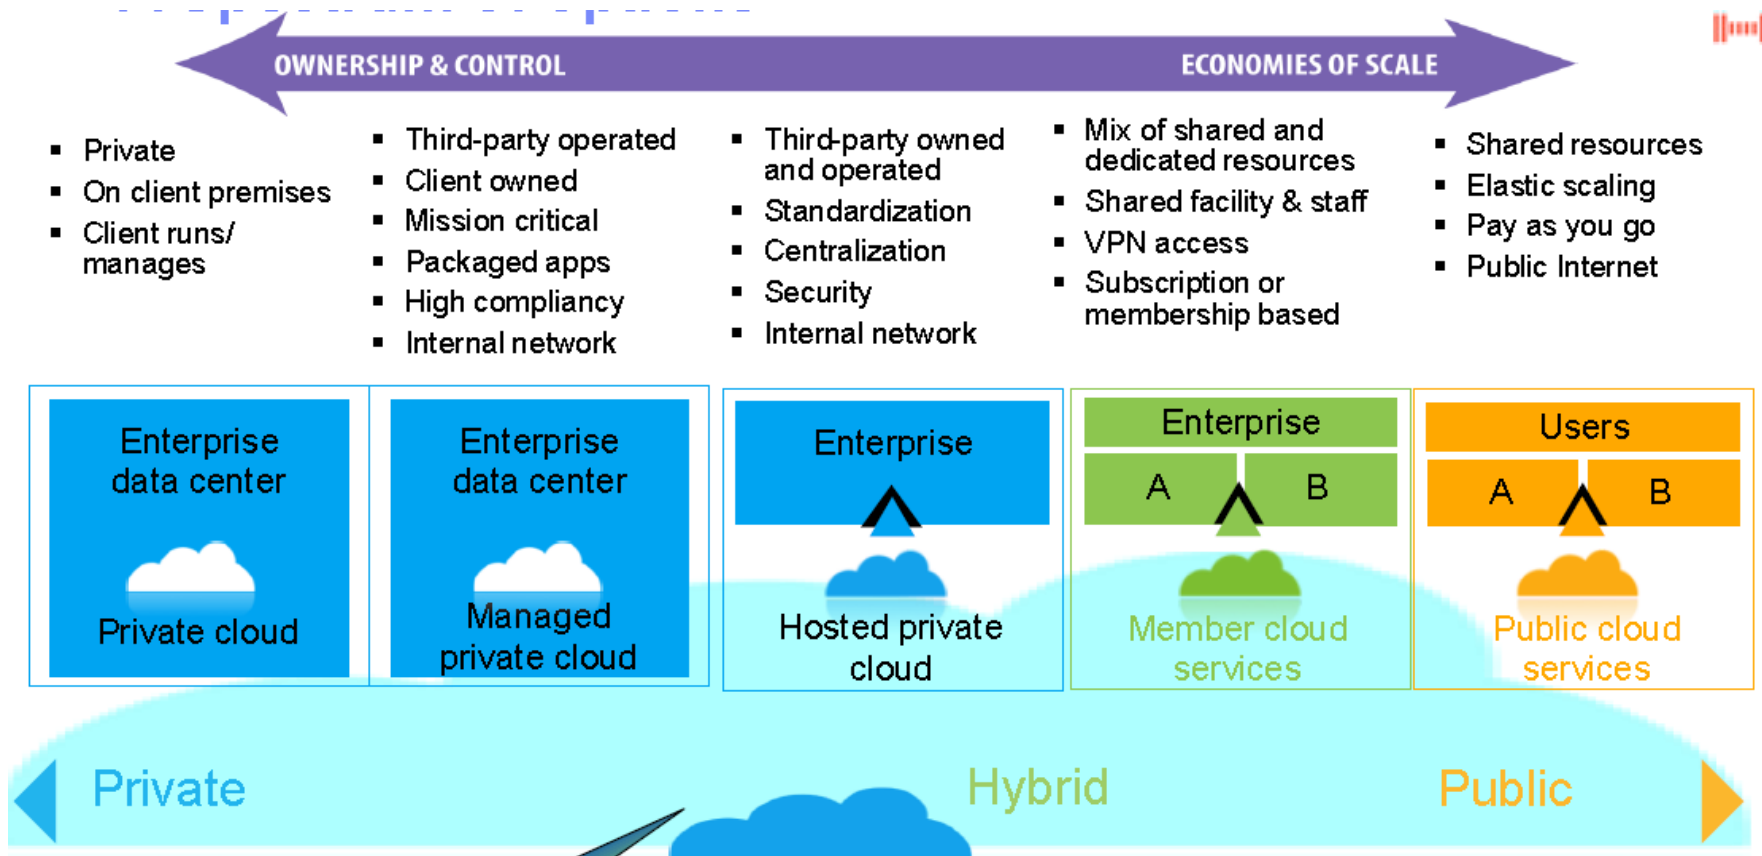 OWNERSHIP & CONTROL
ECONOMIES OF SCALE
▪ Private
▪ On client premises
▪ Client runs/
manages
▪ Third-party operated
▪ Client owned
▪ Mission critical
▪ Packaged apps
▪ High compliancy
▪ Internal network
▪ Third-party owned
and operated
▪ Standardization
▪ Centralization
▪ Security
▪ Internal network
▪ Mix of shared and
dedicated resources
▪ Shared facility & staff
▪ VPN access
▪ Subscription or
membership based
▪ Shared resources
▪ Elastic scaling
▪ Pay as you go
▪ Public Internet
Enterprise
data center
Private cloud
Enterprise
data center
Managed
private cloud
Enterprise
Hosted private
cloud
Enterprise
A B
Member cloud
services
Users
A B
Public cloud
services
Private
Hybrid
Public